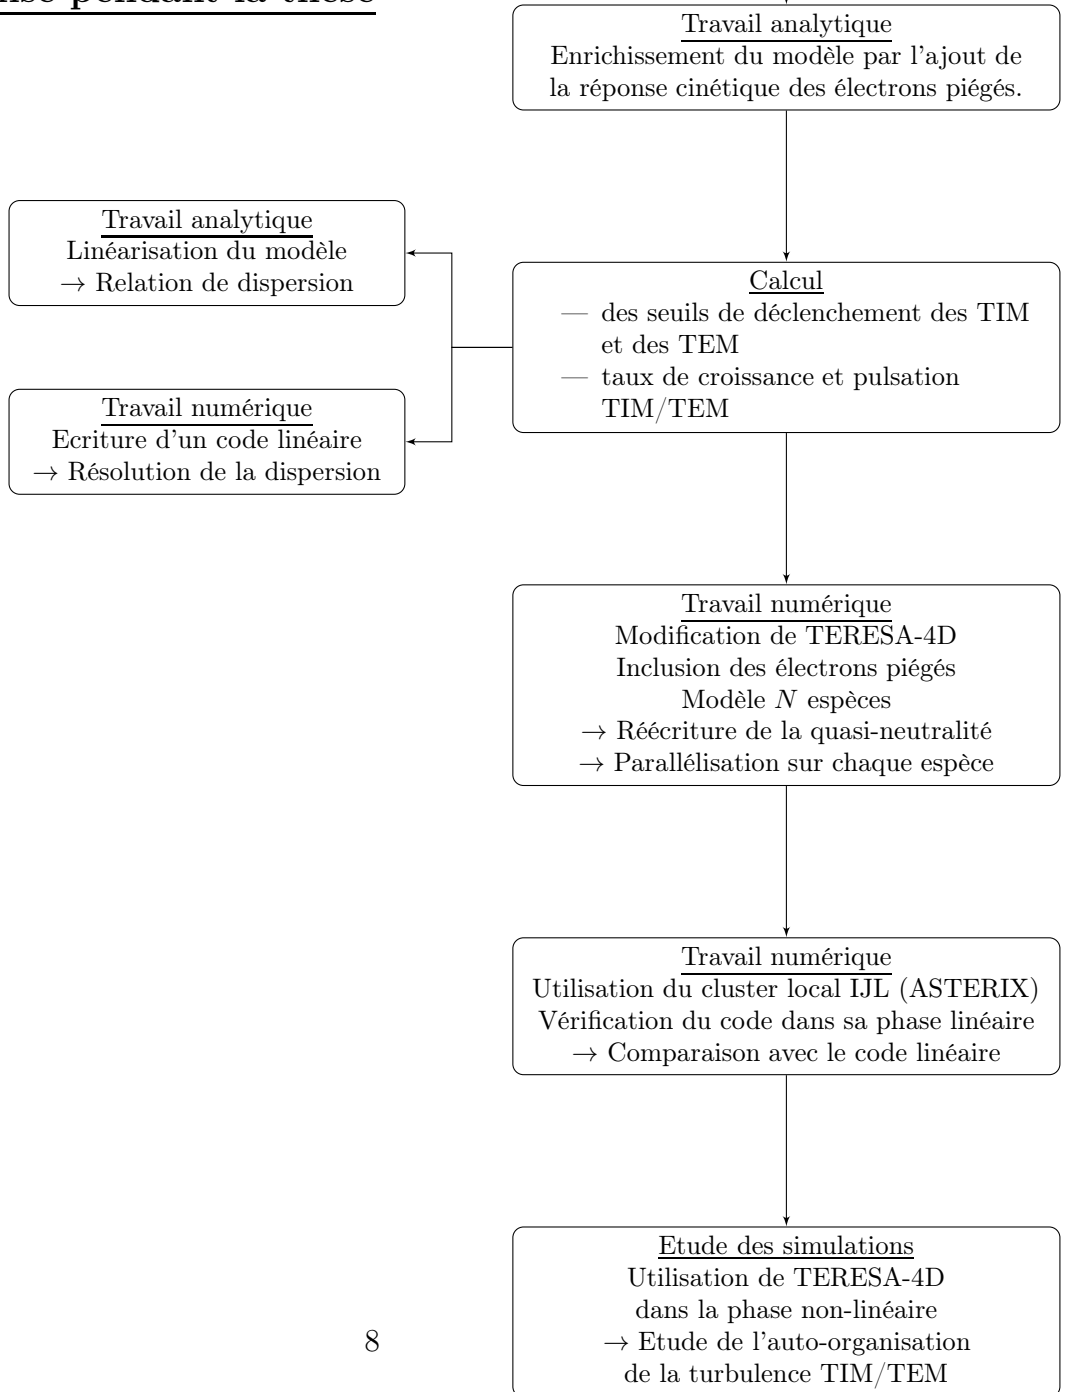 pendant la thèse
Travail analytique
Enrichissement du modèle par l'ajout de
la réponse cinétique des électrons piégés.
Travail analytique
Linéarisation du modèle
→ Relation de dispersion
Calcul
— des seuils de déclenchement des TIM
et des TEM
— taux de croissance et pulsation
TIM/TEM
Travail numérique
Ecriture d'un code linéaire
→ Résolution de la dispersion
Travail numérique
Modification de TERESA-4D
Inclusion des électrons piégés
Modèle N espèces
→ Réécriture de la quasi-neutralité
→ Parallélisation sur chaque espèce
Travail numérique
Utilisation du cluster local IJL (ASTERIX)
Vérification du code dans sa phase linéaire
→ Comparaison avec le code linéaire
Etude des simulations
Utilisation de TERESA-4D
dans la phase non-linéaire
→ Etude de l'auto-organisation
de la turbulence TIM/TEM
8